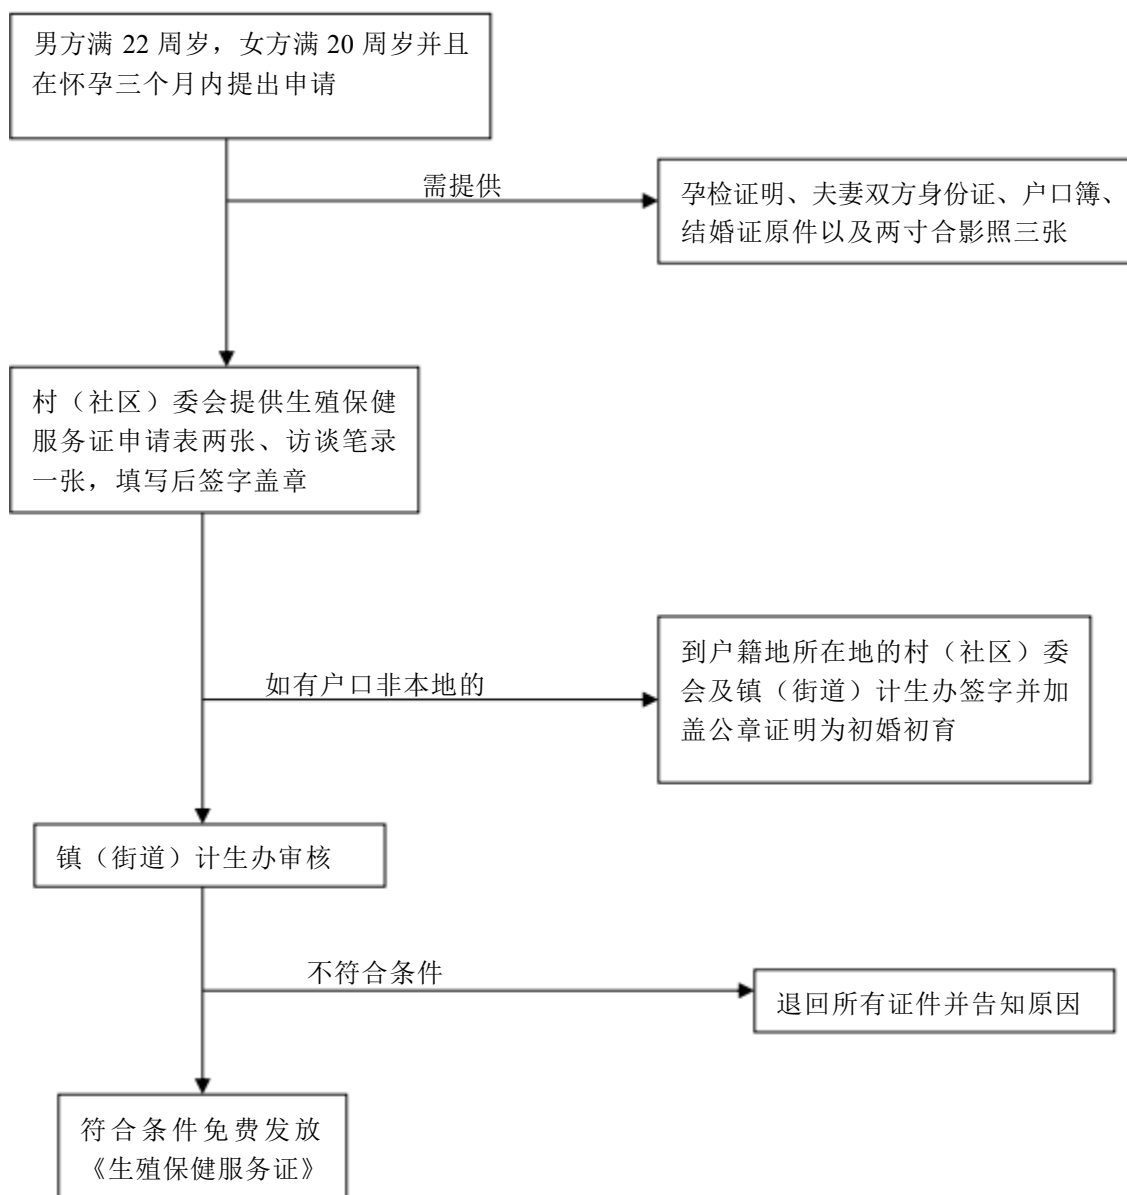 男方满 22 周岁，女方满 20 周岁并且
在怀孕三个月内提出申请
需提供
孕检证明、夫妻双方身份证、户口簿、
结婚证原件以及两寸合影照三张
村（社区）委会提供生殖保健
服务证申请表两张、访谈笔录
一张，填写后签字盖章
如有户口非本地的
到户籍地所在地的村（社区）委
会及镇（街道）计生办签字并加
盖公章证明为初婚初育
镇（街道）计生办审核
不符合条件
退回所有证件并告知原因
符合条件免费发放
《生殖保健服务证》